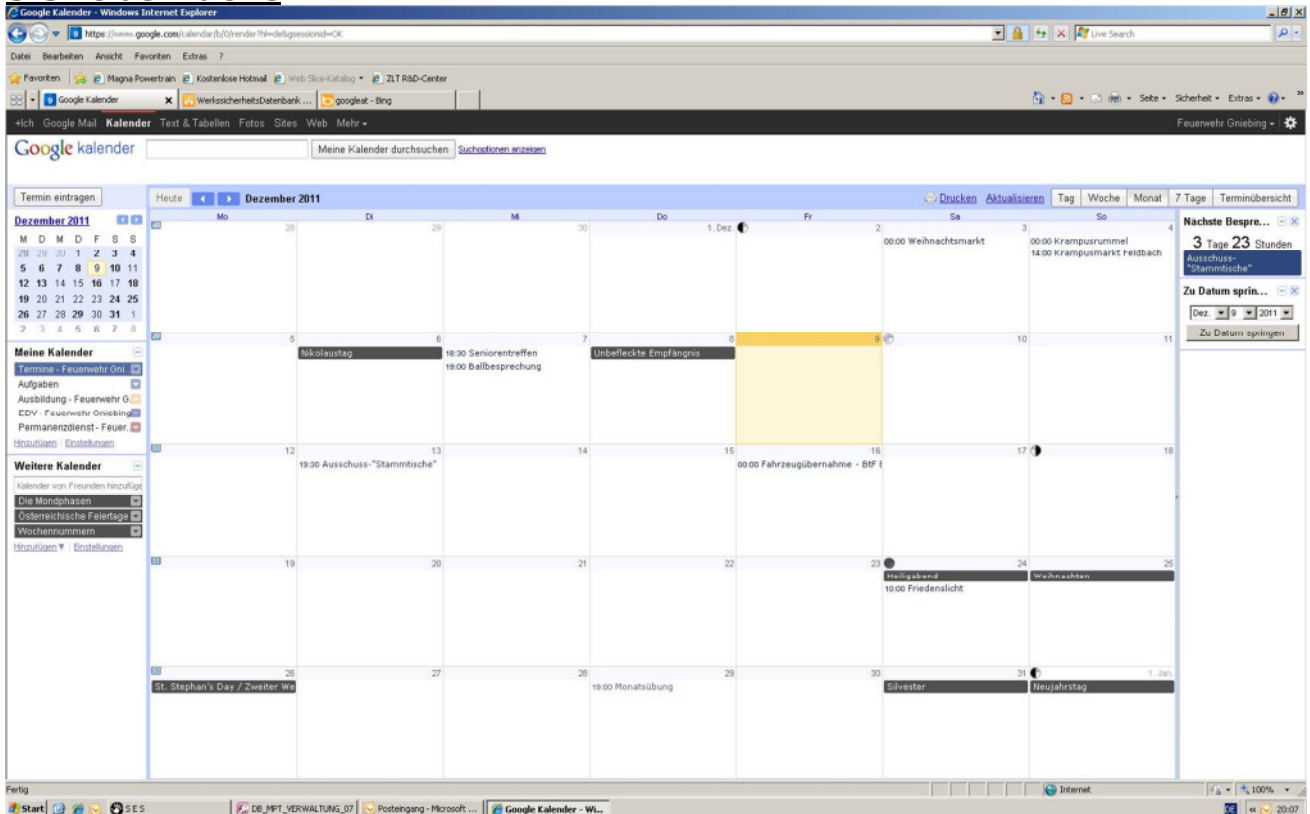 Google Kalender - Windows Internet Explorer
https://www.google.com/calendar/b/0/render?hl=de&gsessionid=OK
Live Search
Datei Bearbeiten Ansicht Favoriten Extras ?
Favoriten Magna Powertrain Kostenlose Hotmail Web Slice-Katalog ZLT R&D-Center
Google Kalender WerkssicherheitsDatenbank ... googleat - Bing
Seite Sicherheit Extras
+Ich Google Mail Kalender Text & Tabellen Fotos Sites Web Mehr
Feuerwehr Gniebing
Google kalender
Meine Kalender durchsuchen Suchoptionen anzeigen
Termin eintragen
Heute Dezember 2011
Drucken Aktualisieren Tag Woche Monat 7 Tage Terminübersicht
Dezember 2011
M D M D F S S
28 29 30 1 2 3 4
5 6 7 8 9 10 11
12 13 14 15 16 17 18
19 20 21 22 23 24 25
26 27 28 29 30 31 1
2 3 4 5 6 7 8
Meine Kalender
Termine - Feuerwehr Gni...
Aufgaben
Ausbildung - Feuerwehr G...
EDV - Feuerwehr Gniebing
Permanenzdienst - Feuer...
Hinzufügen Einstellungen
Weitere Kalender
Kalender von Freunden hinzufüge
Die Mondphasen
Österreichische Feiertage
Wochennummern
Hinzufügen Einstellungen
Mo Di Mi Do Fr Sa So
28 29 30 1. Dez 2 3 4
00:00 Weihnachtsmarkt
00:00 Krampusrummel
14:00 Krampusmarkt Feldbach
5 6 7 8 9 10 11
Nikolaustag
18:30 Seniorentreffen
19:00 Ballbesprechung
Unbefleckte Empfängnis
50 12 13 14 15 16 17 18
19:30 Ausschuss-"Stammtische"
00:00 Fahrzeugübernahme - BtF
51 19 20 21 22 23 24 25
Heiligabend
10:00 Friedenslicht
Weihnachten
26 27 28 29 30 31 1. Jan
St. Stephan's Day / Zweiter We
19:00 Monatsübung
Silvester
Neujahrstag
Nächste Bespre...
3 Tage 23 Stunden
Ausschuss-
"Stammtische"
Zu Datum sprin...
Dez. 9 2011
Zu Datum springen
Fertig
Internet
100%
Start
SES
DB_MPT_VERWALTUNG_07
Posteingang - Microsoft ...
Google Kalender - Wi...
DE
20:07